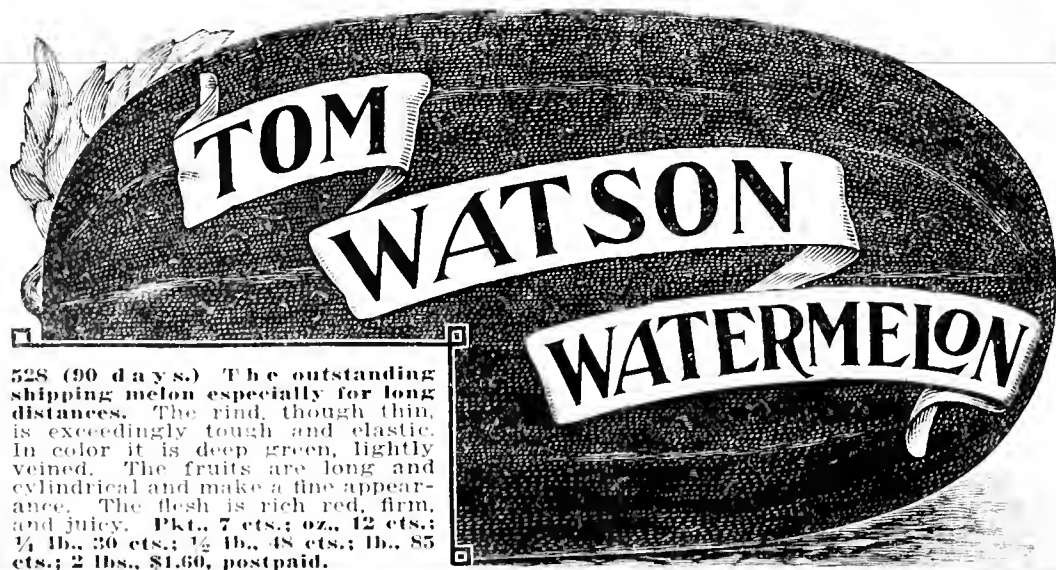 TOM
WATSON
WATERMELON
528 (90 days.) The outstanding
shipping melon especially for long
distances. The rind, though thin,
is exceedingly tough and elastic.
In color it is deep green, lightly
veined. The fruits are long and
cylindrical and make a fine appear-
ance. The flesh is rich red, firm,
and juicy. Pkt., 7 cts.; oz., 12 cts.;
¼ lb., 30 cts.; ½ lb., 48 cts.; lb., 85
cts.; 2 lbs., $1.60, postpaid.